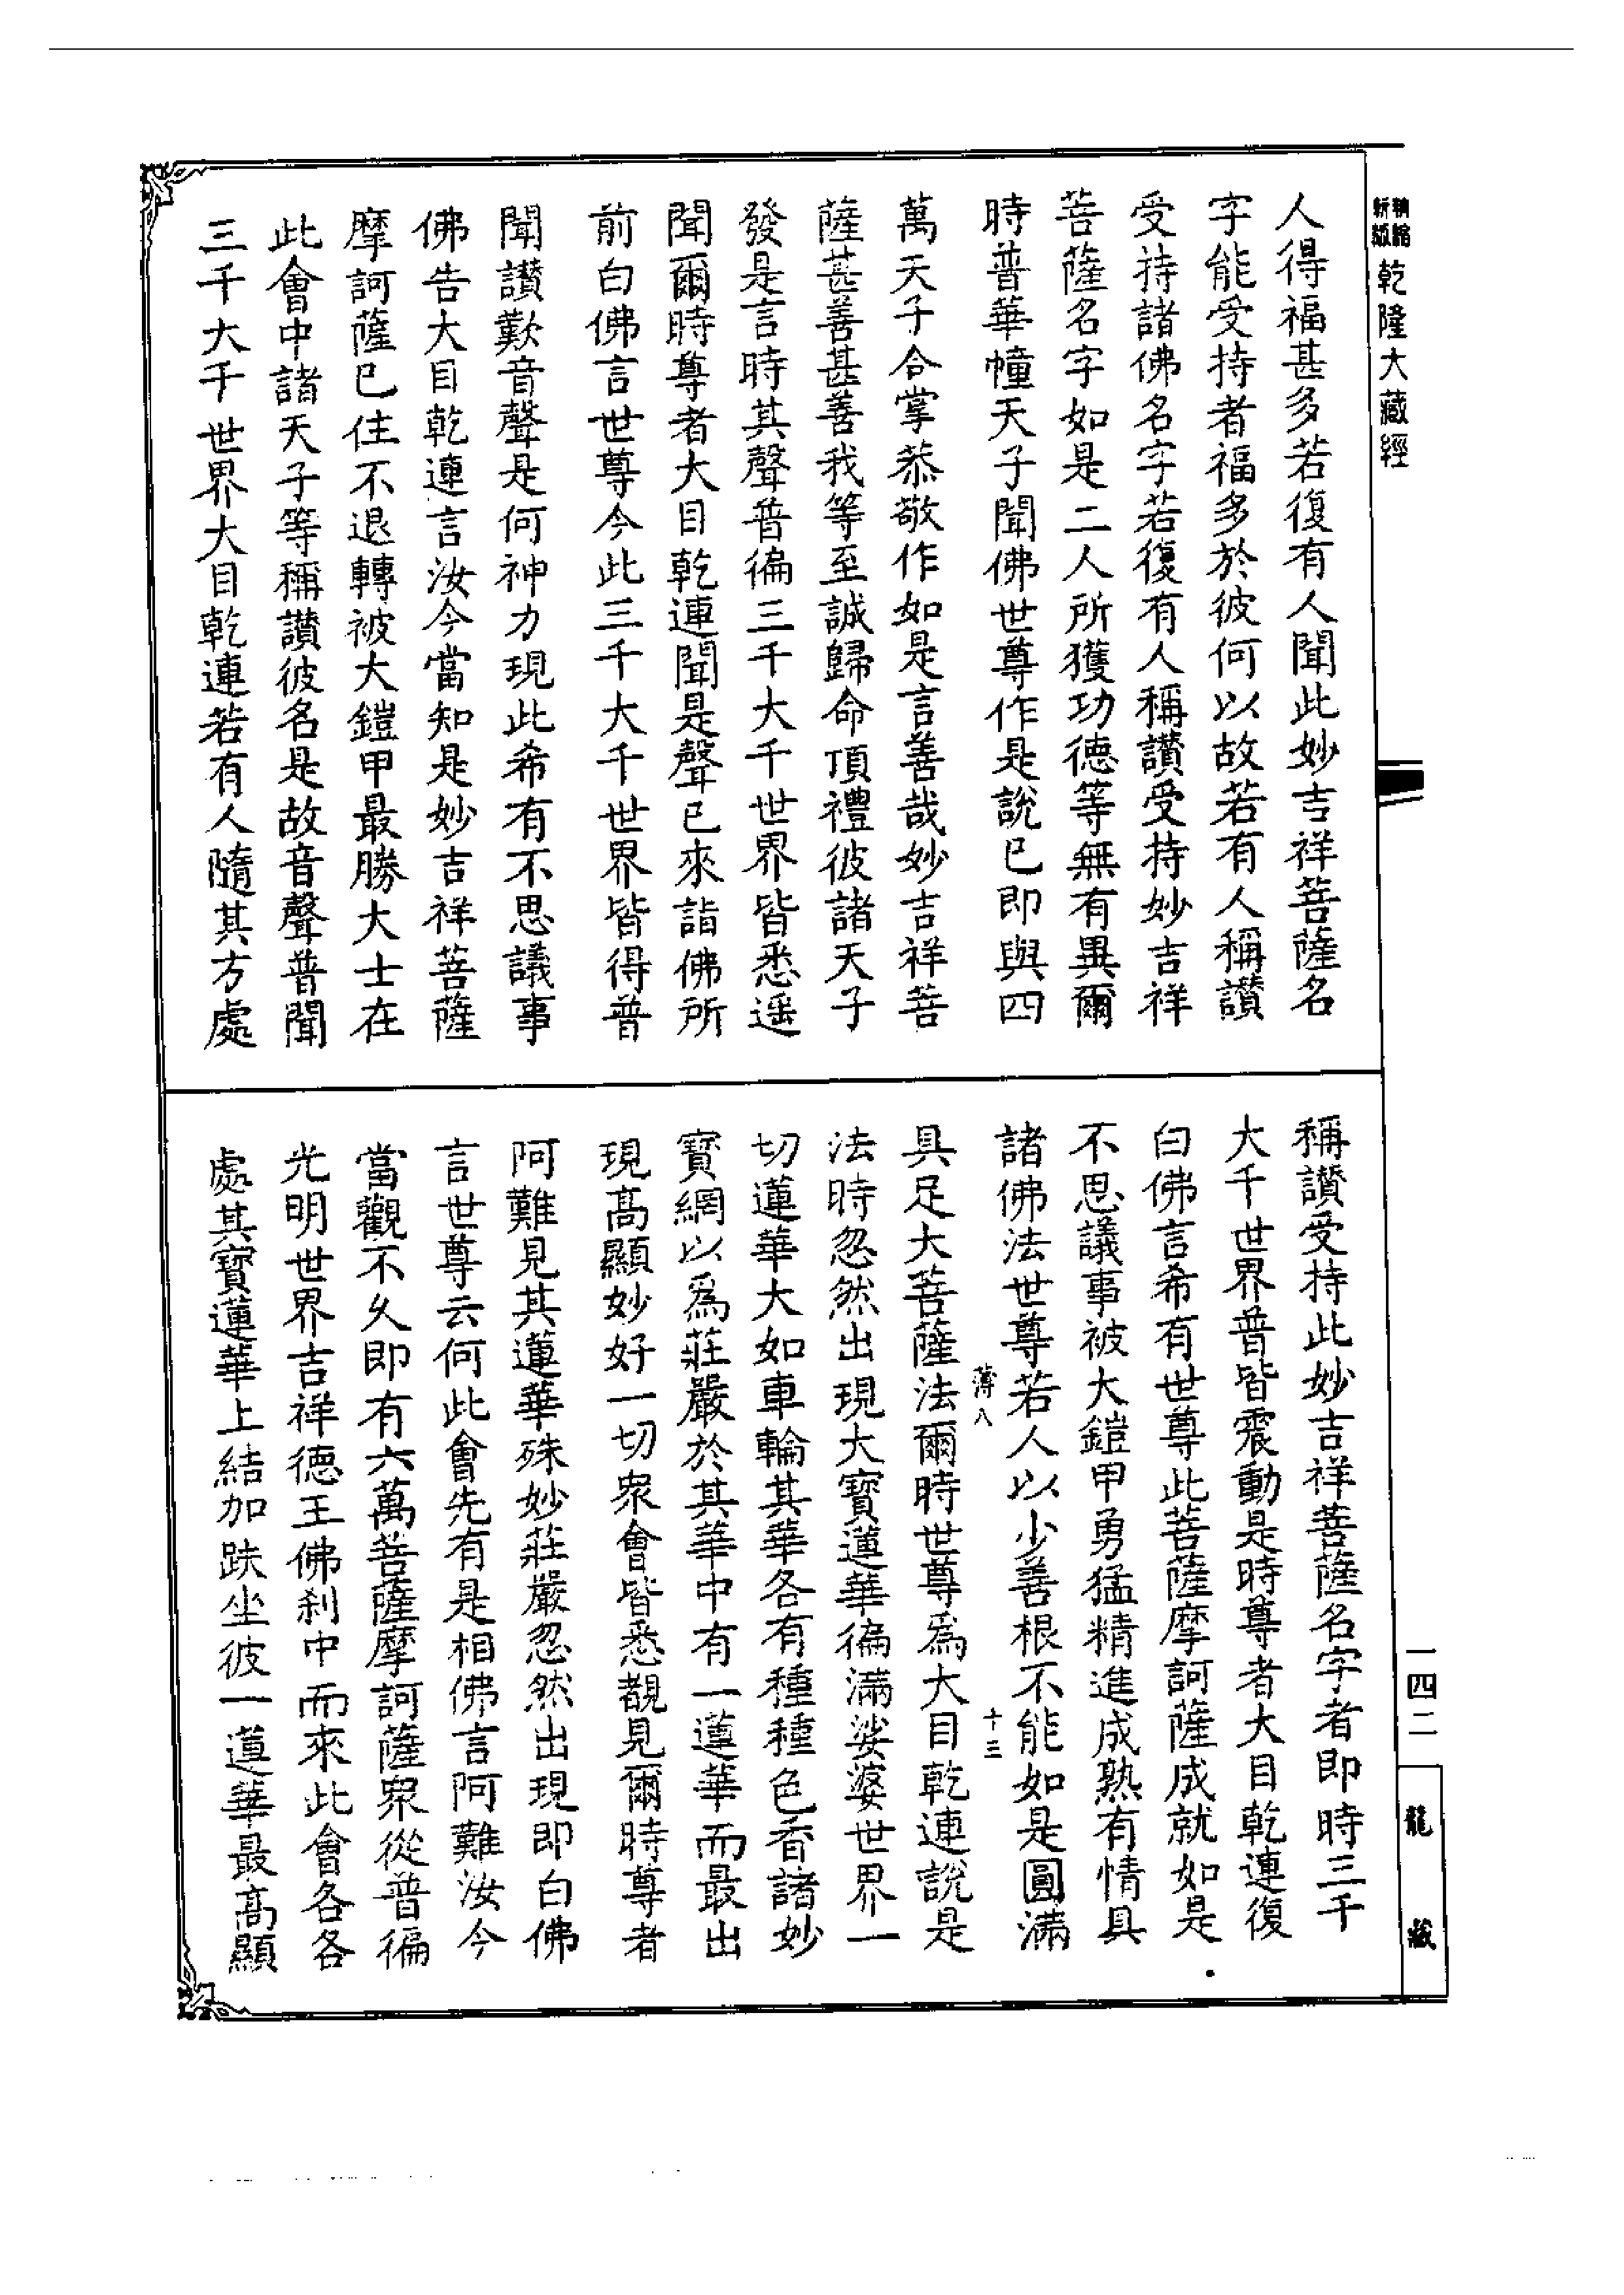 新編縮印
乾隆大藏經
人得福甚多若復有人聞此妙吉祥菩薩名
字能受持者福多於彼何以故若有人稱讚
受持諸佛名字若復有人稱讚受持妙吉祥
菩薩名字如是二人所獲功德等無有異爾
時普華幢天子聞佛世尊作是說已即與四
萬天子合掌恭敬作如是言善哉妙吉祥菩
薩甚善甚善我等至誠歸命頂禮彼諸天子
發是言時其聲普徧三千大千世界皆悉遥
聞爾時尊者大目乾連聞是聲已來詣佛所
前白佛言世尊今此三千大千世界皆得普
聞讚歎音聲是何神力現此希有不思議事
佛告大目乾連言汝今當知是妙吉祥菩薩
摩訶薩已住不退轉被大鎧甲最勝大士在
此會中諸天子等稱讚彼名是故音聲普聞
三千大千世界大目乾連若有人隨其方處
稱讚受持此妙吉祥菩薩名字者即時三千
大千世界普皆震動是時尊者大目乾連復
白佛言希有世尊此菩薩摩訶薩成就如是
不思議事被大鎧甲勇猛精進成熟有情具
諸佛法世尊若人以少善根不能如是圓滿
薄八
十三
具足大菩薩法爾時世尊爲大目乾連說是
法時忽然出現大寶蓮華徧滿娑婆世界一
切蓮華大如車輪其華各有種種色香諸妙
寶網以爲莊嚴於其華中有一蓮華而最出
現高顯妙好一切衆會皆悉覩見爾時尊者
阿難見其蓮華殊妙莊嚴忽然出現即白佛
言世尊云何此會先有是相佛言阿難汝今
當觀不久即有六萬菩薩摩訶薩衆從普徧
光明世界吉祥德王佛刹中而來此會各各
處其寶蓮華上結加趺坐彼一蓮華最高顯
一四二
龍藏